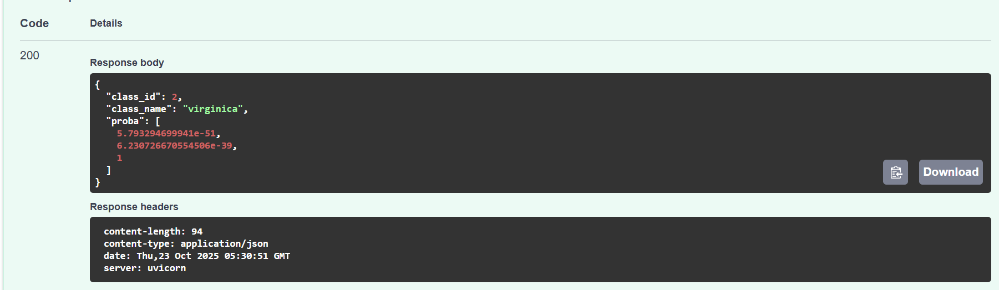 Code Details
200
Response body
{
  "class_id": 2,
  "class_name": "virginica",
  "proba": [
    5.793294699941e-51,
    6.230726670554506e-39,
    1
  ]
}
Download
Response headers
content-length: 94
content-type: application/json
date: Thu,23 Oct 2025 05:30:51 GMT
server: uvicorn